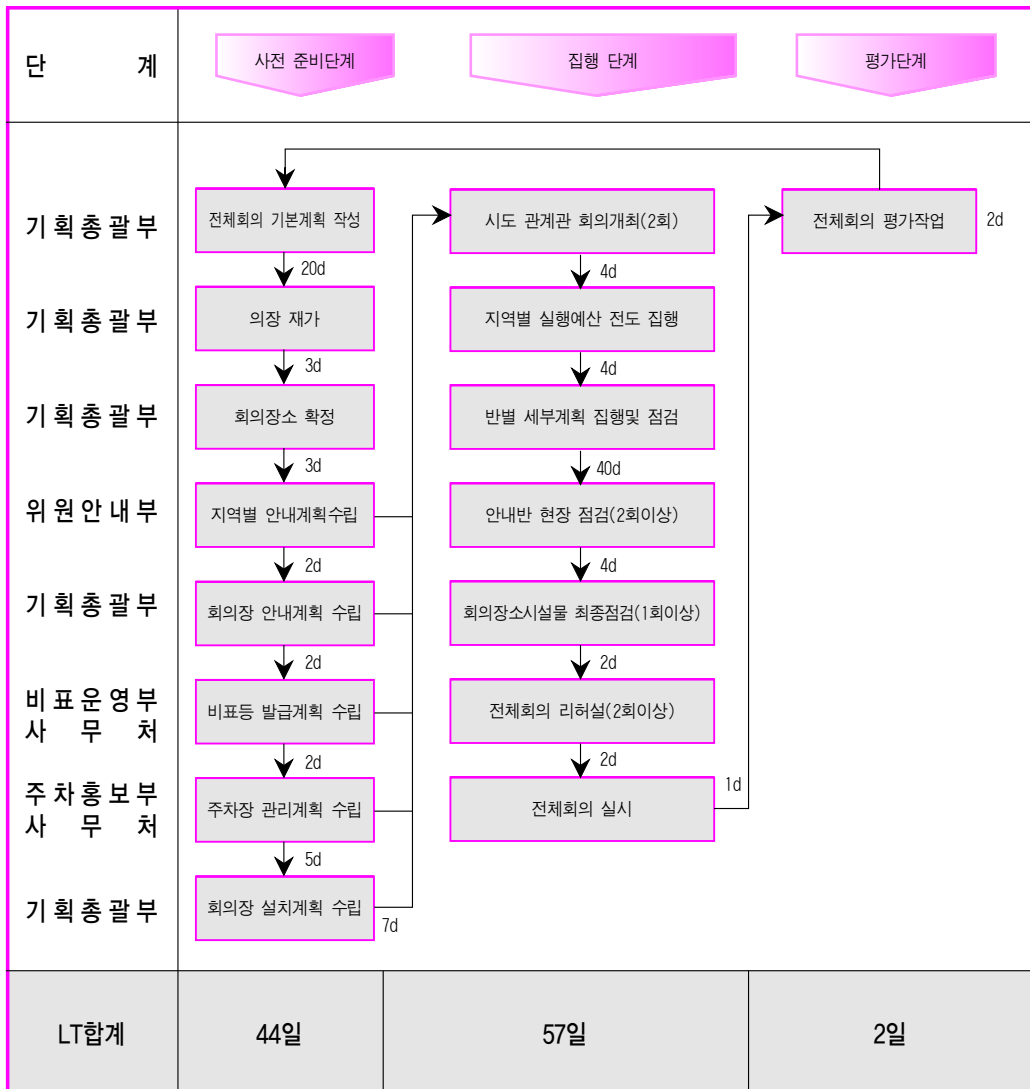 단 계
사전 준비단계
집행 단계
평가단계
기획총괄부
전체회의 기본계획 작성
시도 관계관 회의개최(2회)
전체회의 평가작업
2d
20d
4d
기획총괄부
의장 재가
지역별 실행예산 전도 집행
3d
4d
기획총괄부
회의장소 확정
반별 세부계획 집행및 점검
3d
40d
위원안내부
지역별 안내계획수립
안내반 현장 점검(2회이상)
2d
4d
기획총괄부
회의장 안내계획 수립
회의장소시설물 최종점검(1회이상)
2d
2d
비표운영부
사 무 처
비표등 발급계획 수립
전체회의 리허설(2회이상)
2d
2d
주차홍보부
사 무 처
주차장 관리계획 수립
전체회의 실시
1d
5d
기획총괄부
회의장 설치계획 수립
7d
LT합계
44일
57일
2일